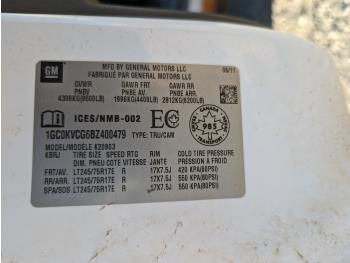 GM
MFD BY GENERAL MOTORS LLC
FABRIQUÉ PAR GENERAL MOTORS LLC
GVWR GAWR FRT GAWR RR
PNBV PNBE AV PNBE ARR
4309KG(9500LB) 1996KG(4400LB) 2812KG(6200LB)
ICES/NMB-002
1GC0KVCG6BZ400479 TYPE: TRU/CAM
CANADA
985
MODEL/MODÈLE: K20903
TIRE SIZE SPEED RTG RIM COLD TIRE PRESSURE
DIM PNEU COTE VITESSE JANTE PRESSION À FROID
FRT/AV. LT245/75R17E R 17X7.5J 420 KPA(60PSI)
RR/ARR. LT245/75R17E R 17X7.5J 550 KPA(80PSI)
SPA/SOS LT245/75R17E R 17X7.5J 550 KPA(80PSI)